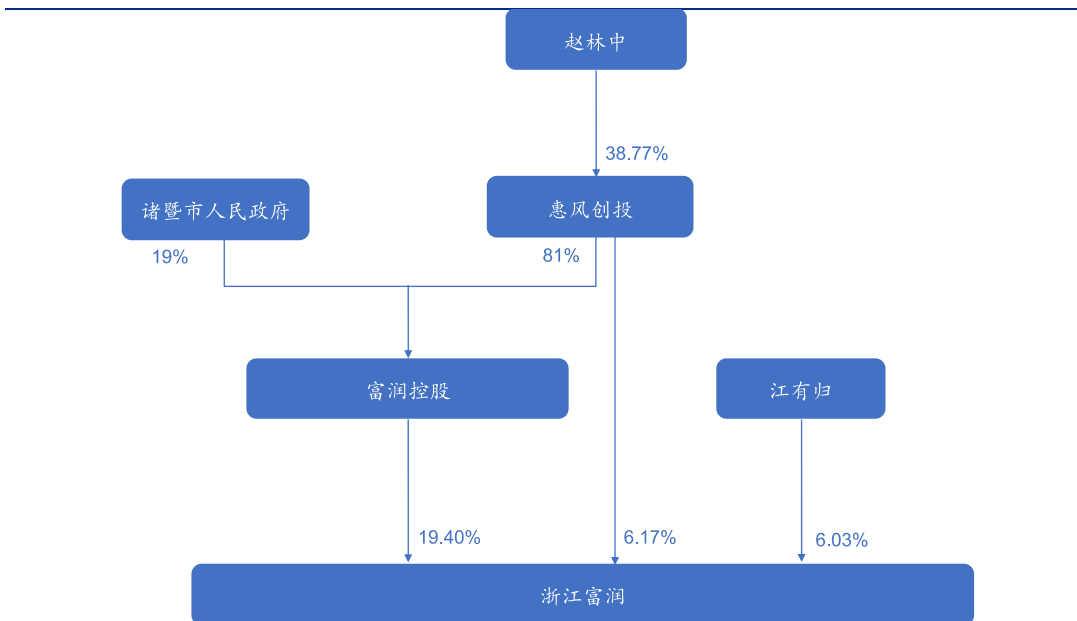 赵林中
38.77%
诸暨市人民政府
惠风创投
19%
81%
富润控股
江有归
19.40%
6.17%
6.03%
浙江富润